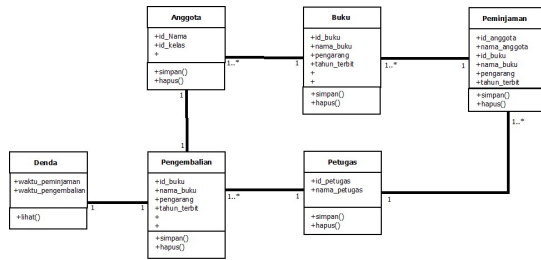 Anggota
+id_Nama
+id_kelas
+
+simpan()
+hapus()
1..*
1
1
Buku
+id_buku
+nama_buku
+pengarang
+tahun_terbit
+
+
+simpan()
+hapus()
1
1..*
Peminjaman
+id_anggota
+nama_anggota
+id_buku
+nama_buku
+pengarang
+tahun_terbit
+simpan()
+hapus()
1
1..*
Denda
+waktu_peminjaman
+waktu_pengembalian
+lihat()
1
1
Pengembalian
+id_buku
+nama_buku
+pengarang
+tahun_terbit
+
+
+simpan()
+hapus()
1..*
1
Petugas
+id_petugas
+nama_petugas
+simpan()
+hapus()
1